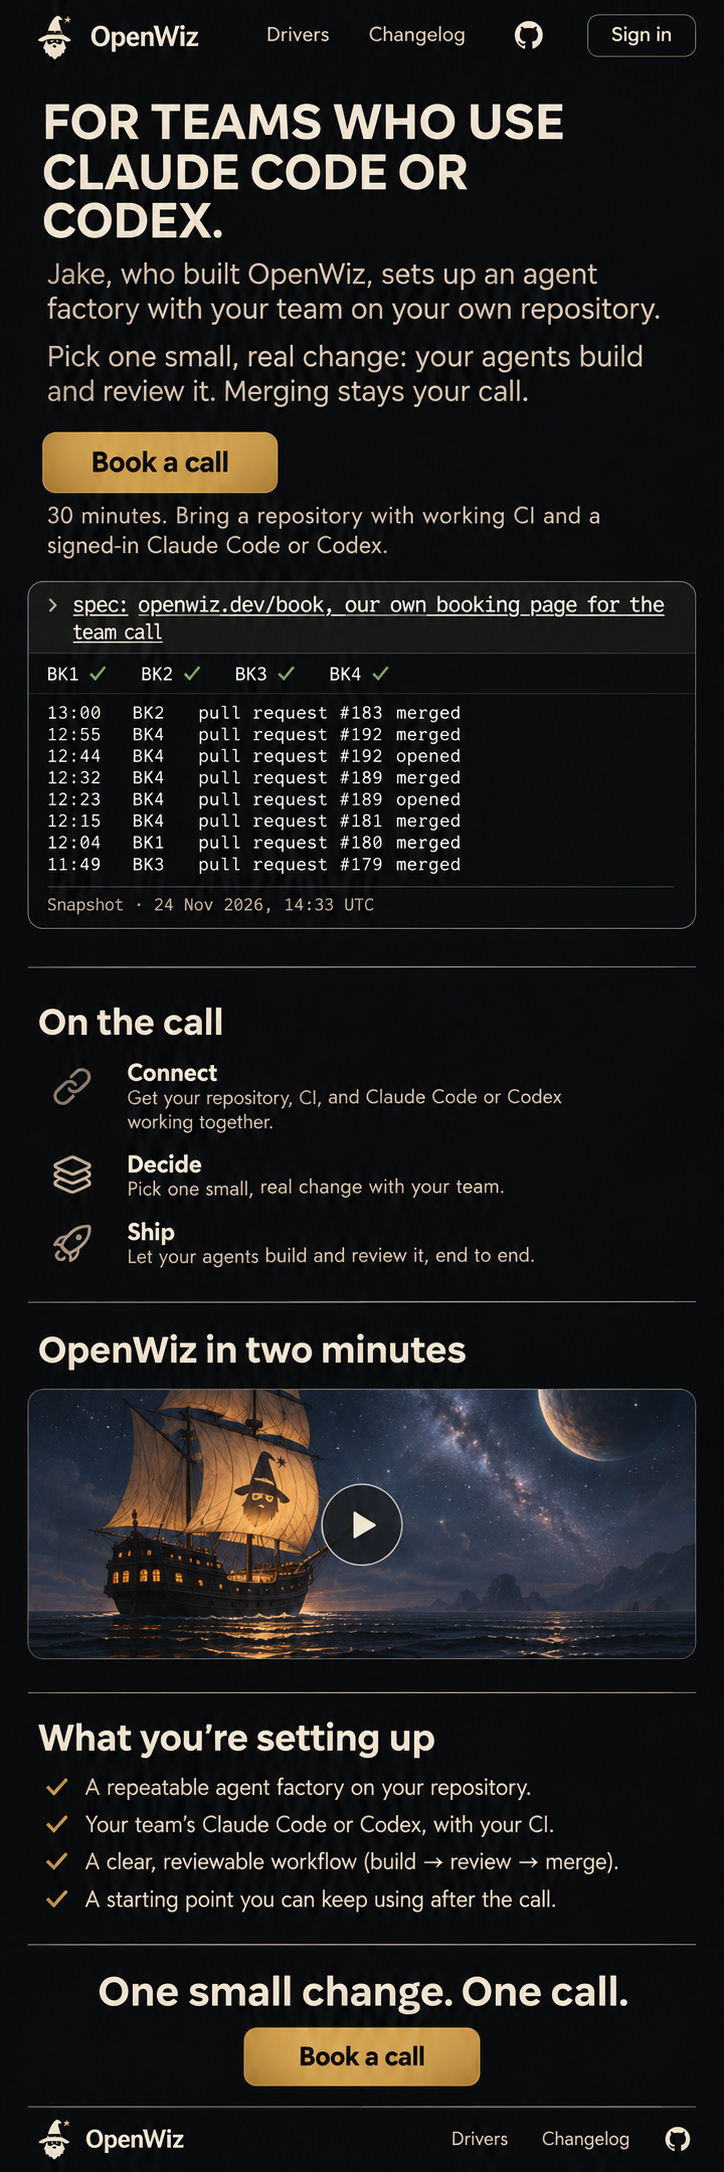 OpenWiz Drivers Changelog Sign in
FOR TEAMS WHO USE
CLAUDE CODE OR
CODEX.
Jake, who built OpenWiz, sets up an agent
factory with your team on your own repository.
Pick one small, real change: your agents build
and review it. Merging stays your call.
Book a call
30 minutes. Bring a repository with working CI and a
signed-in Claude Code or Codex.
> spec: openwiz.dev/book, our own booking page for the
team call
BK1 ✓ BK2 ✓ BK3 ✓ BK4 ✓
13:00 BK2 pull request #183 merged
12:55 BK4 pull request #192 merged
12:44 BK4 pull request #192 opened
12:32 BK4 pull request #189 merged
12:23 BK4 pull request #189 opened
12:15 BK4 pull request #181 merged
12:04 BK1 pull request #180 merged
11:49 BK3 pull request #179 merged
Snapshot · 24 Nov 2026, 14:33 UTC
On the call
Connect
Get your repository, CI, and Claude Code or Codex
working together.
Decide
Pick one small, real change with your team.
Ship
Let your agents build and review it, end to end.
OpenWiz in two minutes
What you’re setting up
✓ A repeatable agent factory on your repository.
✓ Your team’s Claude Code or Codex, with your CI.
✓ A clear, reviewable workflow (build → review → merge).
✓ A starting point you can keep using after the call.
One small change. One call.
Book a call
OpenWiz Drivers Changelog